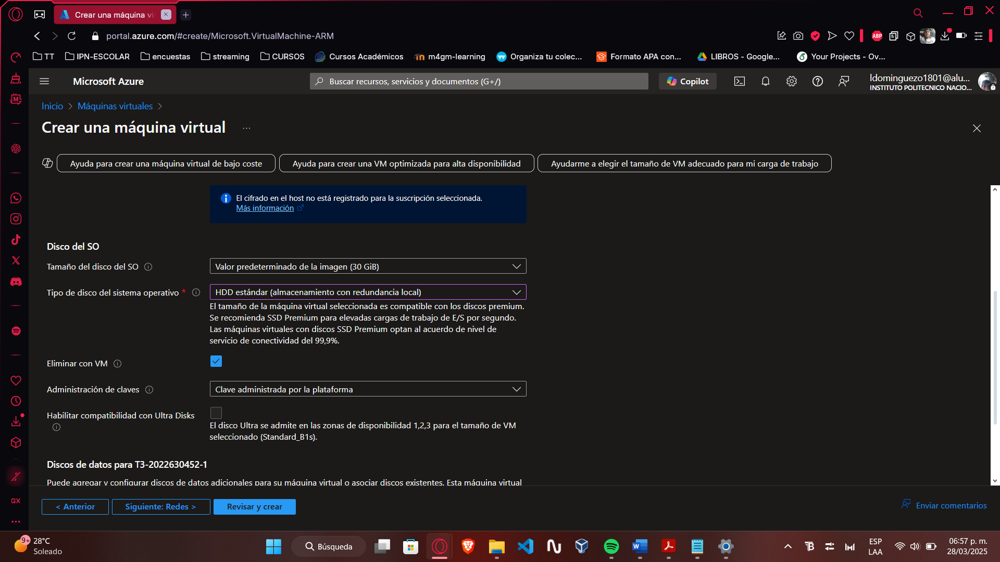 Crear una máquina vi
portal.azure.com/#create/Microsoft.VirtualMachine-ARM
ABP
TT
IPN-ESCOLAR
encuestas
streaming
CURSOS
Cursos Académicos
m4gm-learning
Organiza tu colec...
Formato APA con...
LIBROS - Google...
Your Projects - Ov...
Microsoft Azure
Buscar recursos, servicios y documentos (G+/)
Copilot
ldominguezo1801@alu...
INSTITUTO POLITECNICO NACIO...
Inicio > Máquinas virtuales >
Crear una máquina virtual ...
Ayuda para crear una máquina virtual de bajo coste
Ayuda para crear una VM optimizada para alta disponibilidad
Ayudarme a elegir el tamaño de VM adecuado para mi carga de trabajo
El cifrado en el host no está registrado para la suscripción seleccionada.
Más información
Disco del SO
Tamaño del disco del SO
Valor predeterminado de la imagen (30 GiB)
Tipo de disco del sistema operativo *
HDD estándar (almacenamiento con redundancia local)
El tamaño de la máquina virtual seleccionada es compatible con los discos premium.
Se recomienda SSD Premium para elevadas cargas de trabajo de E/S por segundo.
Las máquinas virtuales con discos SSD Premium optan al acuerdo de nivel de
servicio de conectividad del 99,9%.
Eliminar con VM
Administración de claves
Clave administrada por la plataforma
Habilitar compatibilidad con Ultra Disks
El disco Ultra se admite en las zonas de disponibilidad 1,2,3 para el tamaño de VM
seleccionado (Standard_B1s).
Discos de datos para T3-2022630452-1
Puede agregar y configurar discos de datos adicionales para su máquina virtual o asociar discos existentes. Esta máquina virtual
< Anterior
Siguiente: Redes >
Revisar y crear
Enviar comentarios
GX
9+
28°C
Soleado
Búsqueda
ESP
LAA
06:57 p. m.
28/03/2025